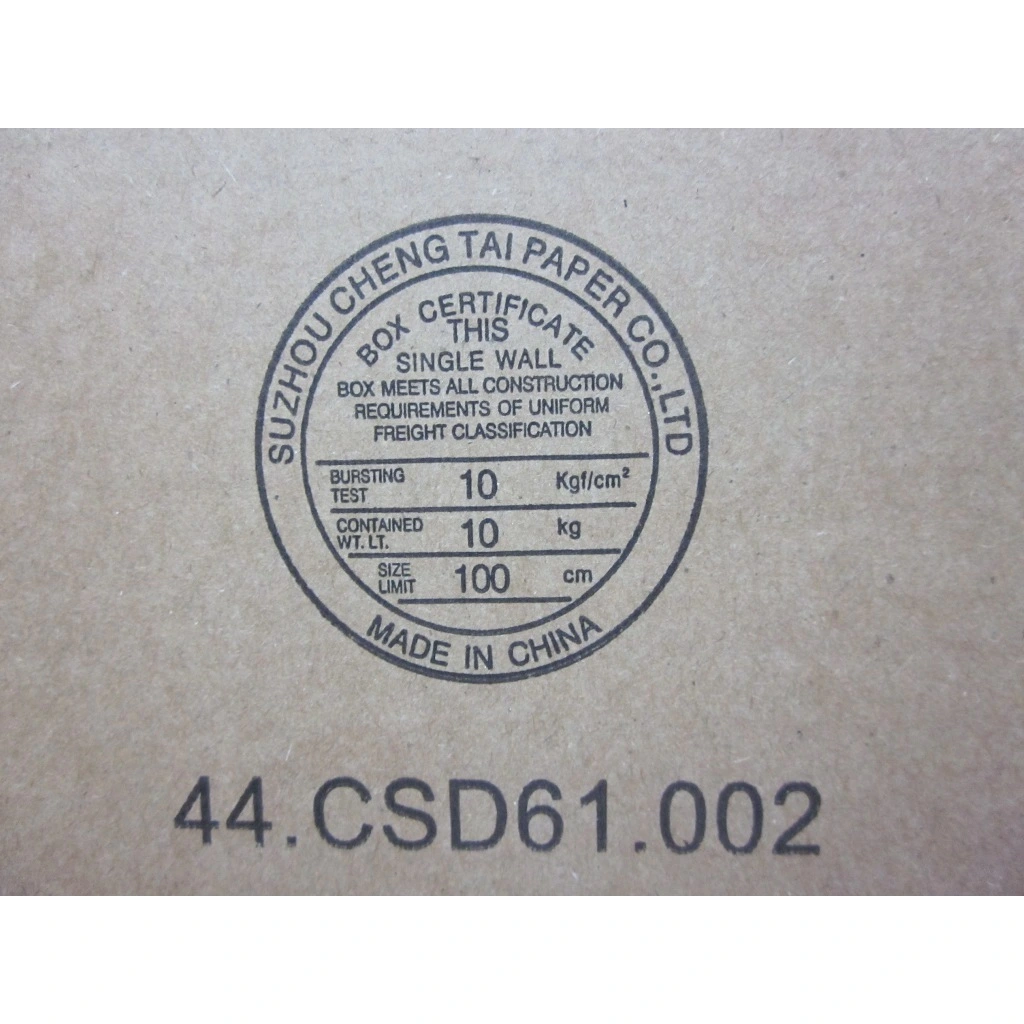 SUZHOU CHENG TAI PAPER CO.,LTD
BOX CERTIFICATE
THIS
SINGLE WALL
BOX MEETS ALL CONSTRUCTION
REQUIREMENTS OF UNIFORM
FREIGHT CLASSIFICATION
BURSTING TEST 10 Kgf/cm²
CONTAINED WT. LT. 10 kg
SIZE LIMIT 100 cm
MADE IN CHINA
44.CSD61.002